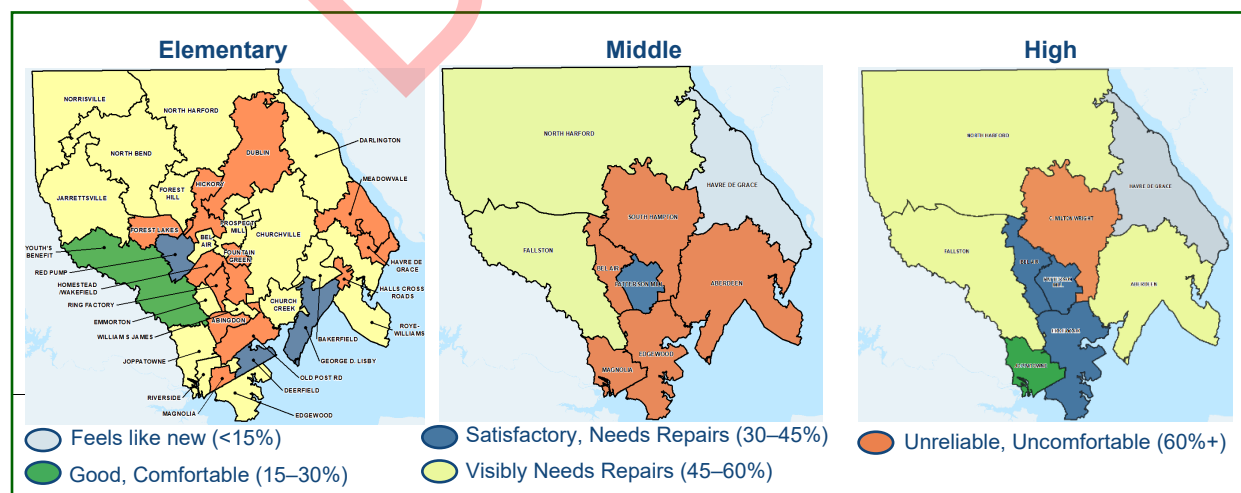 Elementary
Middle
High
NORRISVILLE
NORTH HARFORD
NORTH BEND
DUBLIN
DARLINGTON
MEADOWVALE
HICKORY
FOREST
HILL
JARRETTSVILLE
FOREST LAKES
PROSPECT
MILL
BEL
AIR
CHURCHVILLE
FOUNTAIN
GREEN
YOUTH'S
BENEFIT
RED PUMP
HOMESTEAD
/WAKEFIELD
RING FACTORY
EMMORTON
WILLIAM S JAMES
ABINGDON
CHURCH
CREEK
JOPPATOWNE
RIVERSIDE
MAGNOLIA
HAVRE DE
GRACE
HALLS CROSS
ROADS
ROYE-
WILLIAMS
BAKERFIELD
GEORGE D. LISBY
OLD POST RD
DEERFIELD
EDGEWOOD
NORTH HARFORD
HAVRE DE GRACE
SOUTH HAMPTON
FALLSTON
BEL AIR
PATTERSON MILL
ABERDEEN
EDGEWOOD
MAGNOLIA
NORTH HARFORD
HAVRE DE GRACE
C MILTON WRIGHT
FALLSTON
BEL AIR
PATTERSON
MILL
ABERDEEN
EDGEWOOD
JOPPATOWNE
Feels like new (<15%)
Good, Comfortable (15–30%)
Satisfactory, Needs Repairs (30–45%)
Visibly Needs Repairs (45–60%)
Unreliable, Uncomfortable (60%+)